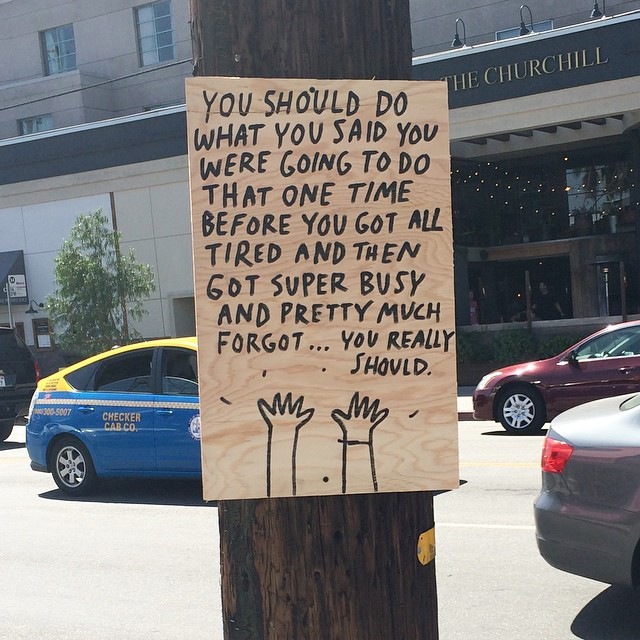 YOU SHOULD DO
WHAT YOU SAID YOU
WERE GOING TO DO
THAT ONE TIME
BEFORE YOU GOT ALL
TIRED AND THEN
GOT SUPER BUSY
AND PRETTY MUCH
FORGOT... YOU REALLY
SHOULD.
THE CHURCHILL
300-5007
CHECKER
CAB CO.